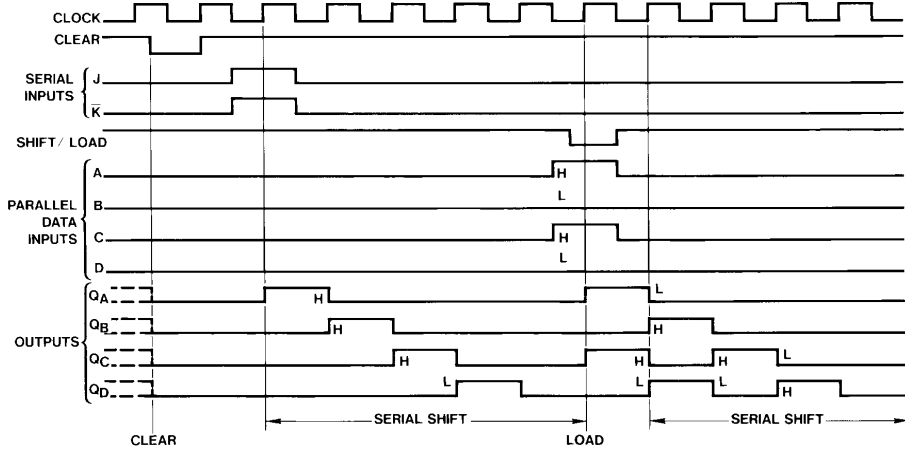 CLOCK
CLEAR
SERIAL INPUTS
J
K̅
SHIFT/ LOAD
PARALLEL DATA INPUTS
A
H
B
L
C
H
D
L
OUTPUTS
QA
H
L
QB
H
H
QC
H
H
H
L
QD
L
L
L
H
SERIAL SHIFT
SERIAL SHIFT
CLEAR
LOAD